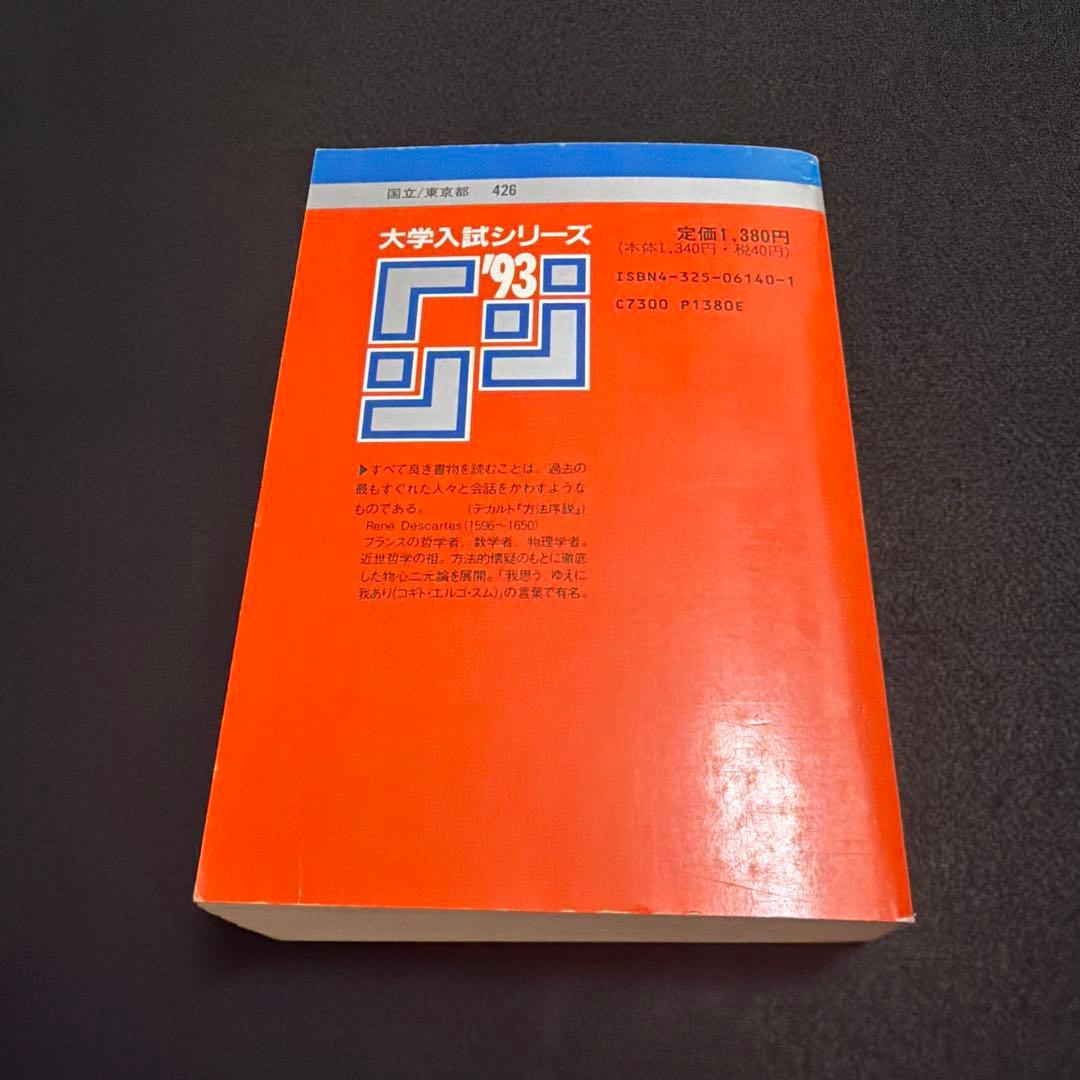 国立/東京都 426
大学入試シリーズ
'93
定価1,380円
(本体1,340円・税40円)
ISBN4-325-06140-1
C7300 P1380E
▶すべて良き書物を読むことは、過去の
最もすぐれた人々と会話をかわすような
ものである。 (デカルト『方法序説』)
René Descartes(1596〜1650)
フランスの哲学者、数学者、物理学者。
近世哲学の祖。方法的懐疑のもとに徹底
した物心二元論を展開。「我思う、ゆえに
我あり(コギト・エルゴ・スム)」の言葉で有名。